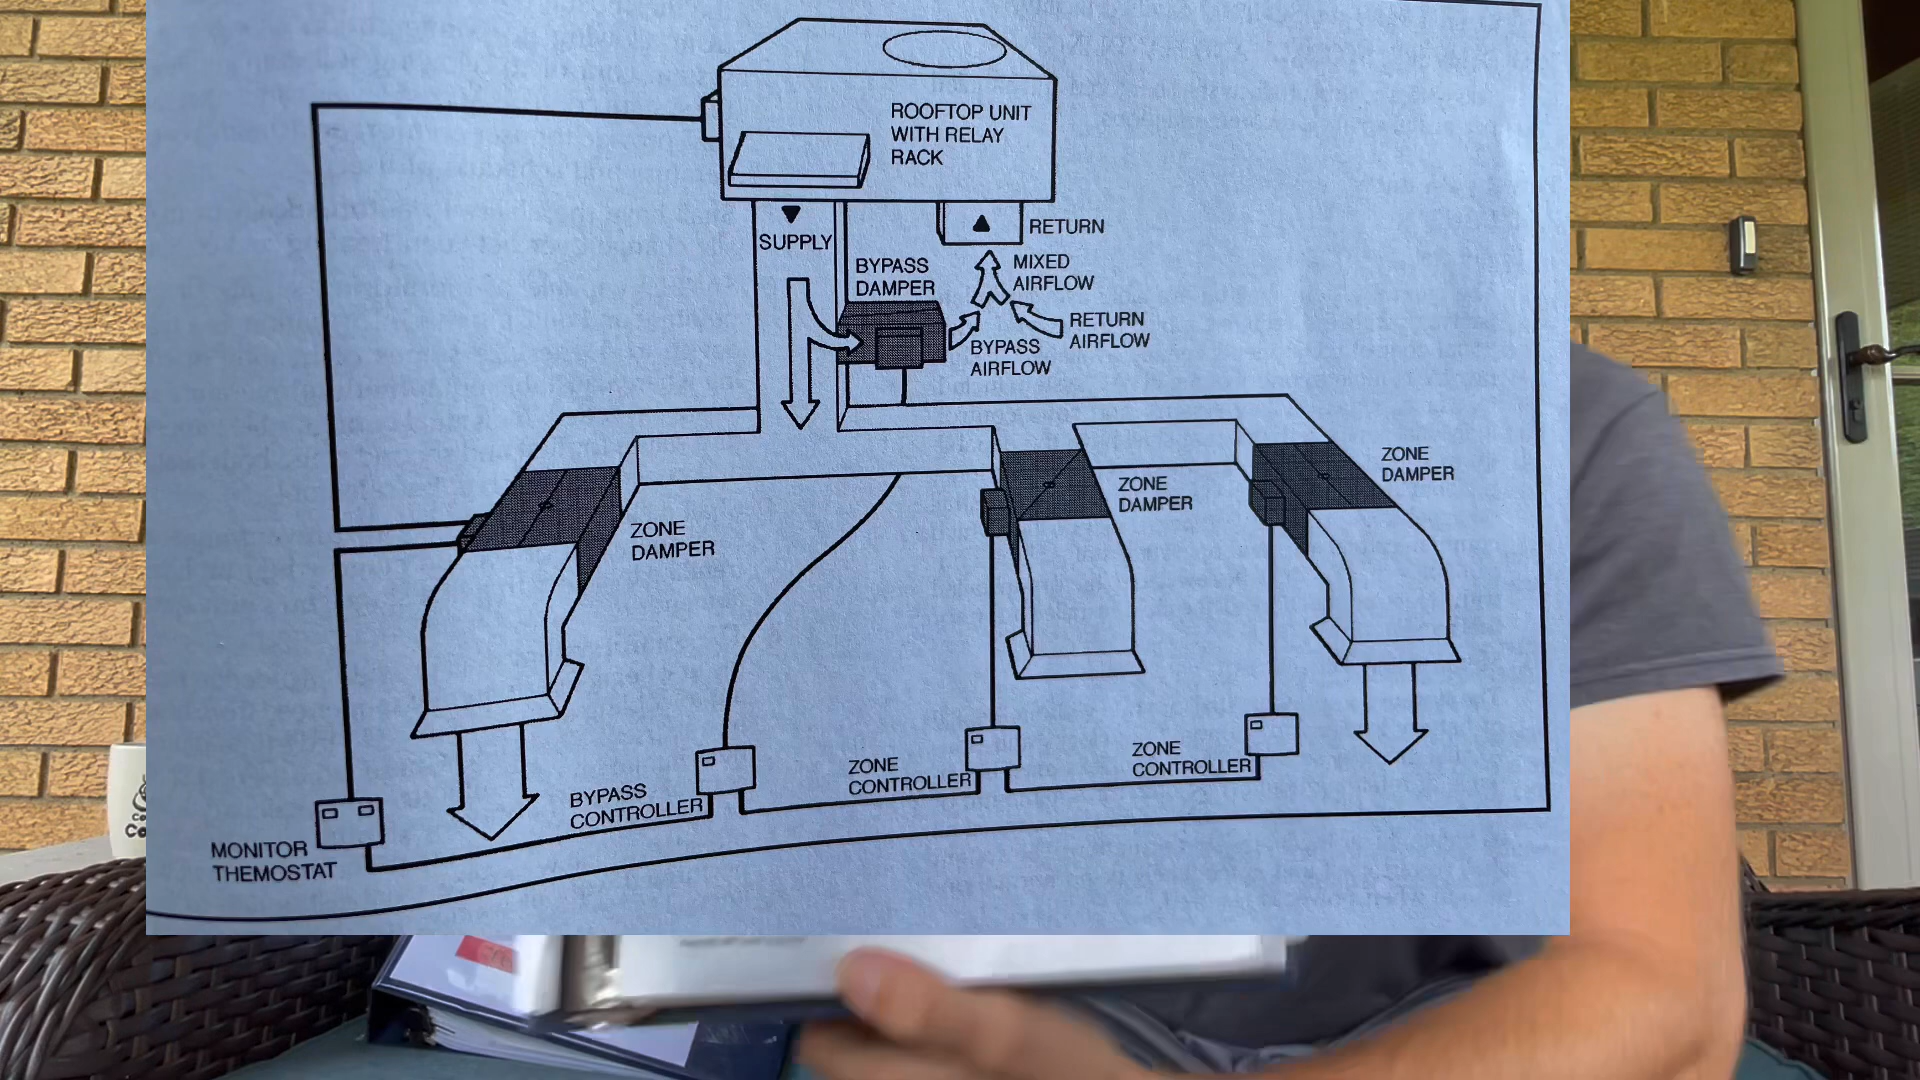 ROOFTOP UNIT
WITH RELAY
RACK
SUPPLY
RETURN
BYPASS
DAMPER
MIXED
AIRFLOW
RETURN
AIRFLOW
BYPASS
AIRFLOW
ZONE
DAMPER
ZONE
DAMPER
ZONE
DAMPER
ZONE
CONTROLLER
ZONE
CONTROLLER
BYPASS
CONTROLLER
MONITOR
THEMOSTAT